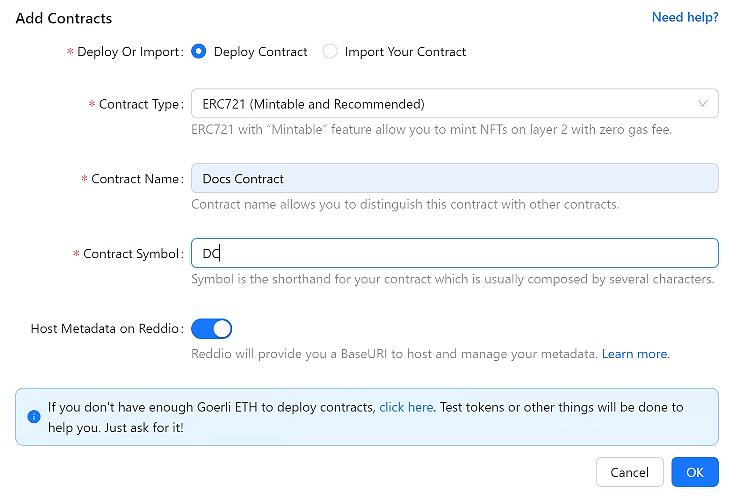 Add Contracts
Need help?
* Deploy Or Import: Deploy Contract Import Your Contract
* Contract Type: ERC721 (Mintable and Recommended)
ERC721 with “Mintable” feature allow you to mint NFTs on layer 2 with zero gas fee.
* Contract Name: Docs Contract
Contract name allows you to distinguish this contract with other contracts.
* Contract Symbol: DC
Symbol is the shorthand for your contract which is usually composed by several characters.
Host Metadata on Reddio:
Reddio will provide you a BaseURI to host and manage your metadata. Learn more.
If you don't have enough Goerli ETH to deploy contracts, click here. Test tokens or other things will be done to
help you. Just ask for it!
Cancel OK